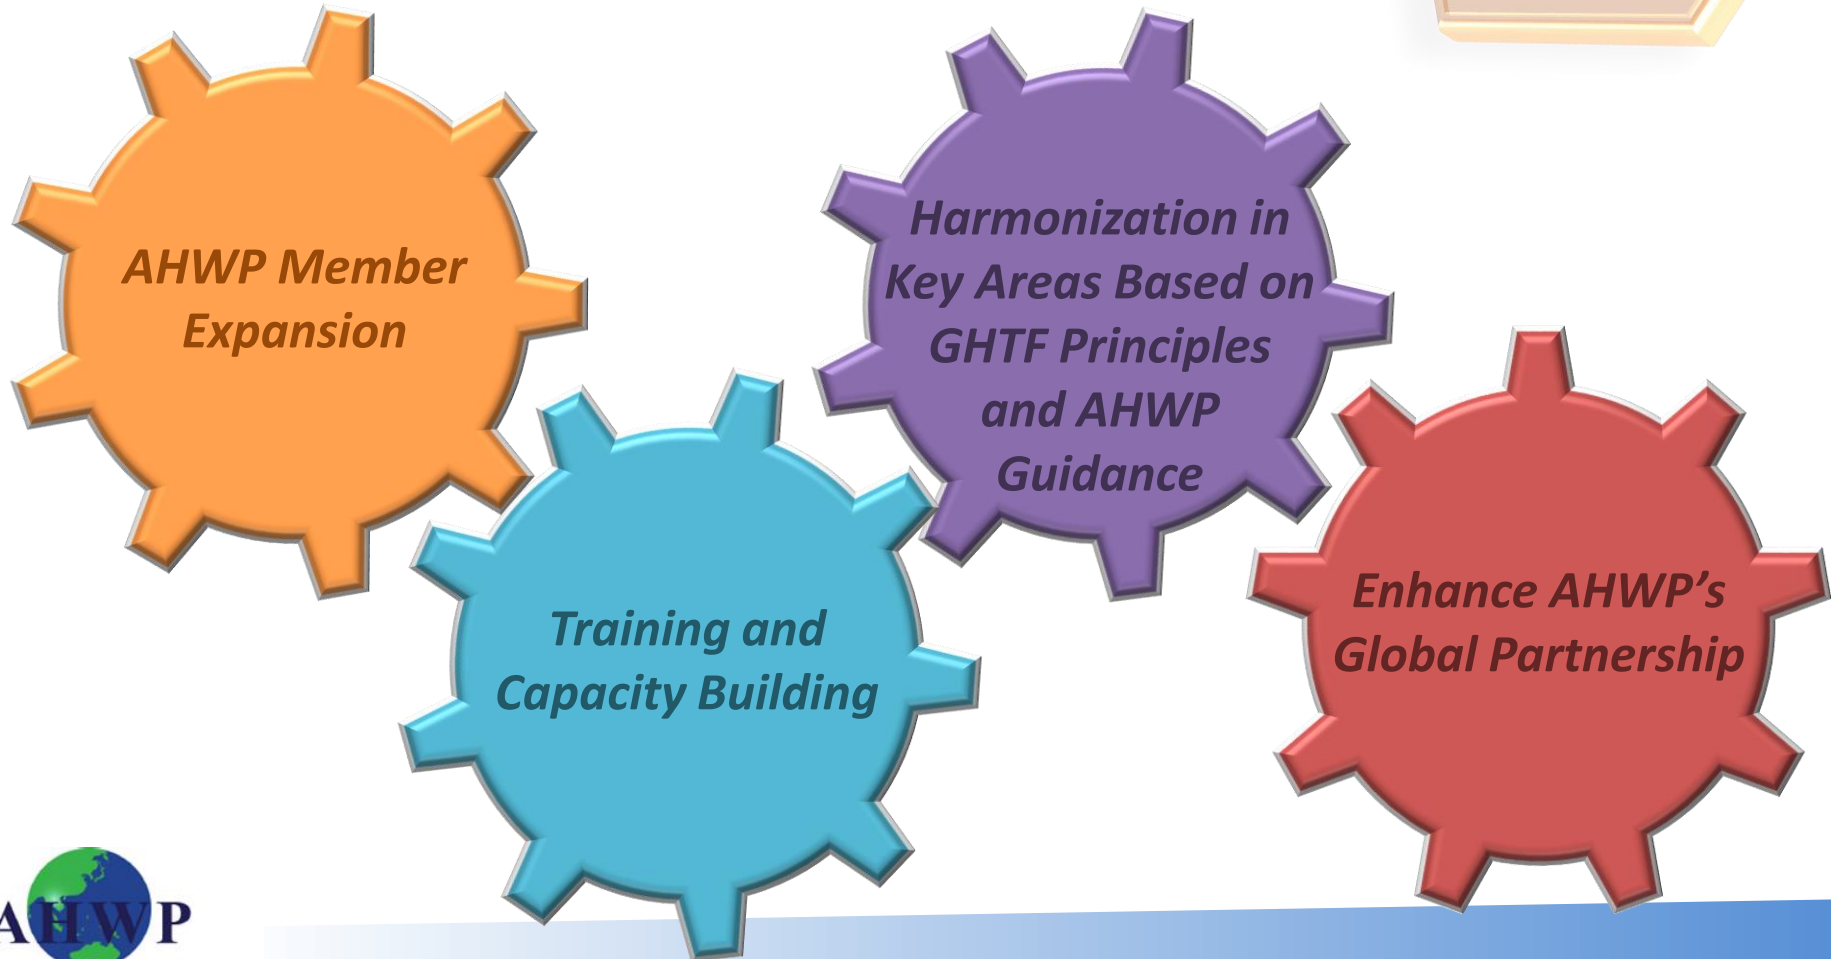 AHWP Member
Expansion
Harmonization in
Key Areas Based on
GHTF Principles
and AHWP
Guidance
Training and
Capacity Building
Enhance AHWP’s
Global Partnership
AHWP